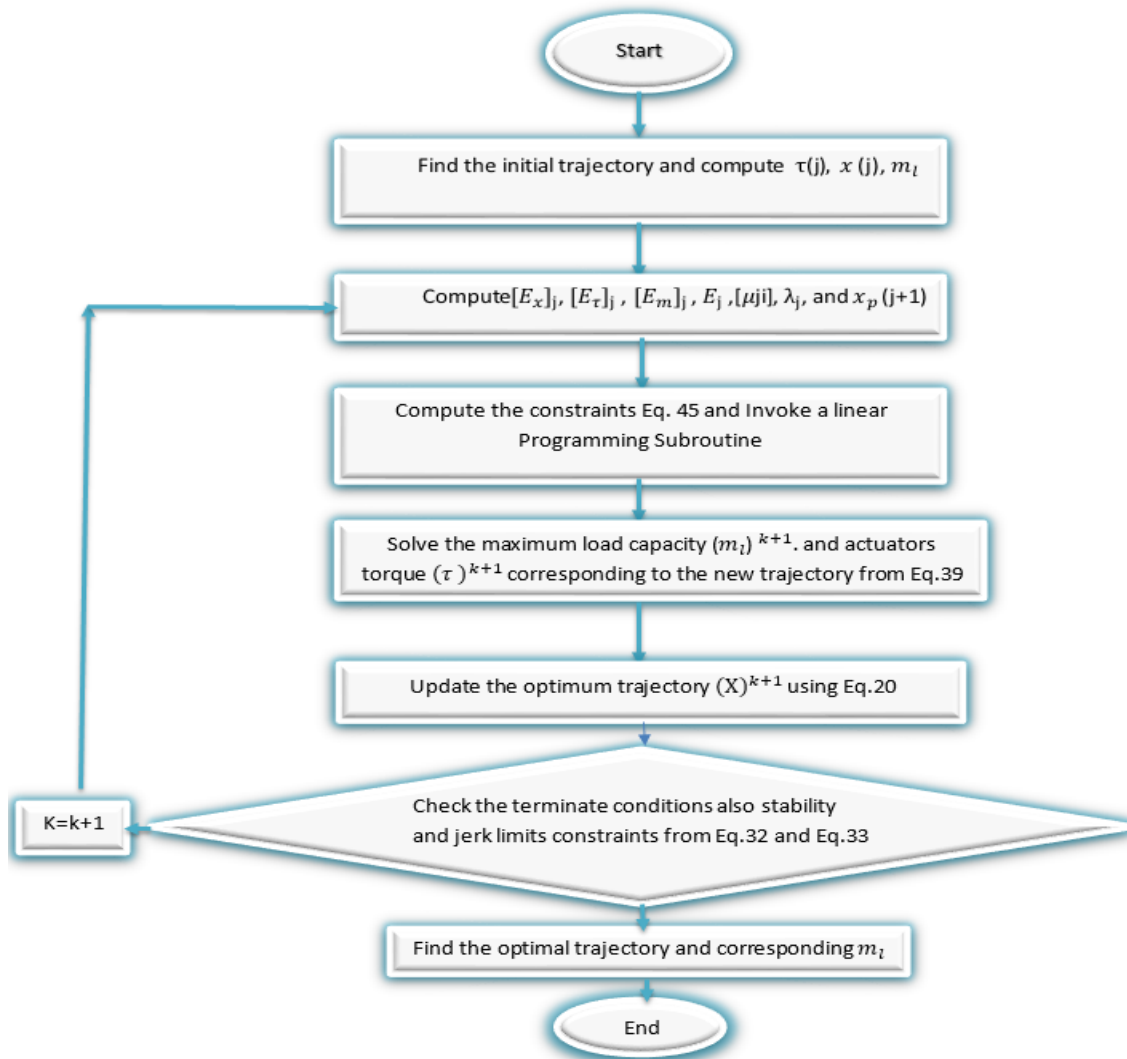 Start
Find the initial trajectory and compute τ(j), x (j), m_l
Compute[E_x]_j, [E_τ]_j , [E_m]_j , E_j ,[μji], λ_j, and x_p (j+1)
Compute the constraints Eq. 45 and Invoke a linear
Programming Subroutine
Solve the maximum load capacity (m_l) ^{k+1}. and actuators
torque (τ )^{k+1} corresponding to the new trajectory from Eq.39
Update the optimum trajectory (X)^{k+1} using Eq.20
Check the terminate conditions also stability
and jerk limits constraints from Eq.32 and Eq.33
K=k+1
Find the optimal trajectory and corresponding m_l
End